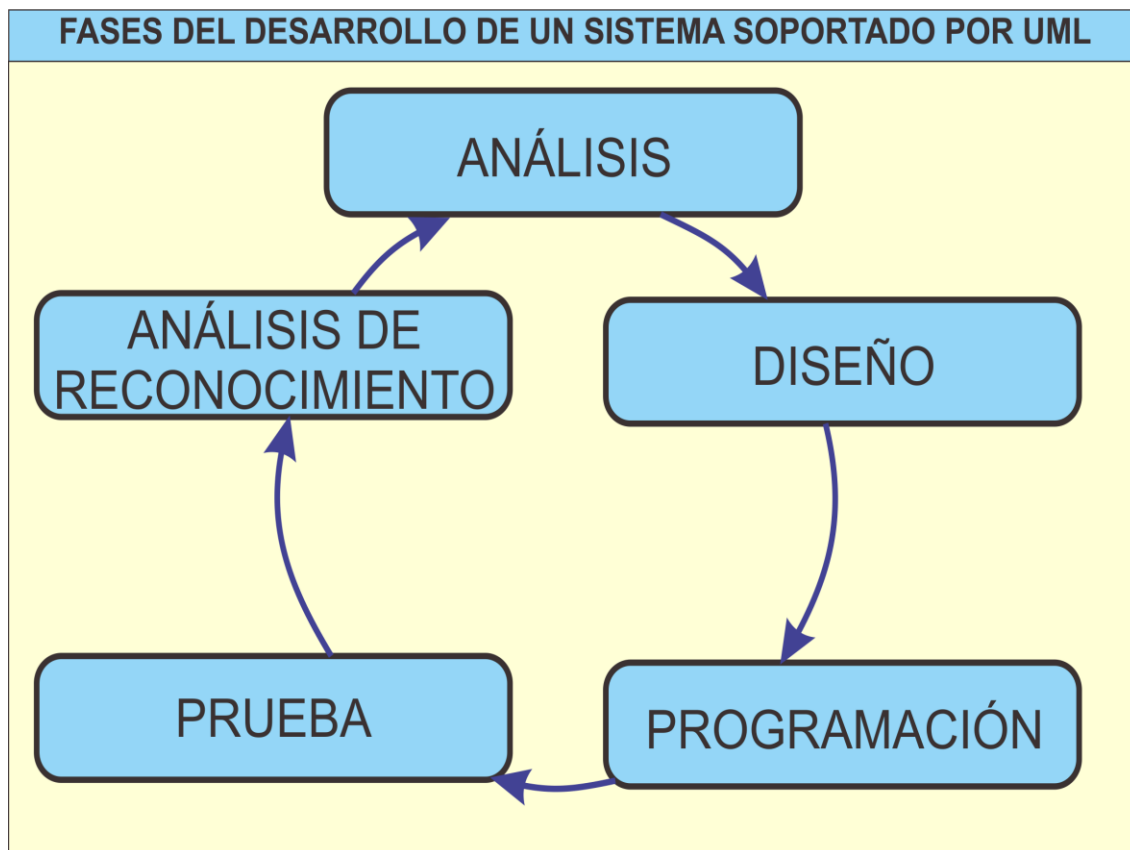 FASES DEL DESARROLLO DE UN SISTEMA SOPORTADO POR UML
ANÁLISIS
ANÁLISIS DE
RECONOCIMIENTO
DISEÑO
PRUEBA
PROGRAMACIÓN